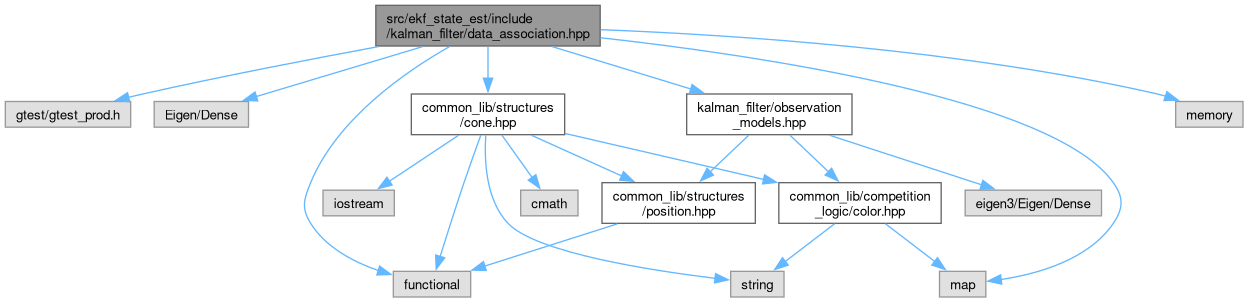 src/ekf_state_est/include
/kalman_filter/data_association.hpp
gtest/gtest_prod.h
Eigen/Dense
common_lib/structures
/cone.hpp
kalman_filter/observation
_models.hpp
memory
iostream
cmath
common_lib/structures
/position.hpp
common_lib/competition
_logic/color.hpp
eigen3/Eigen/Dense
functional
string
map